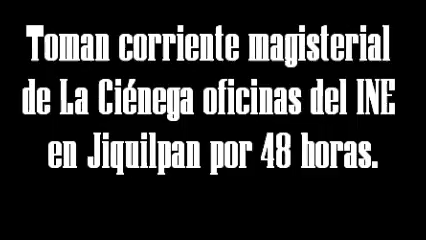 Toman corriente magisterial
de La Ciénega oficinas del INE
en Jiquilpan por 48 horas.